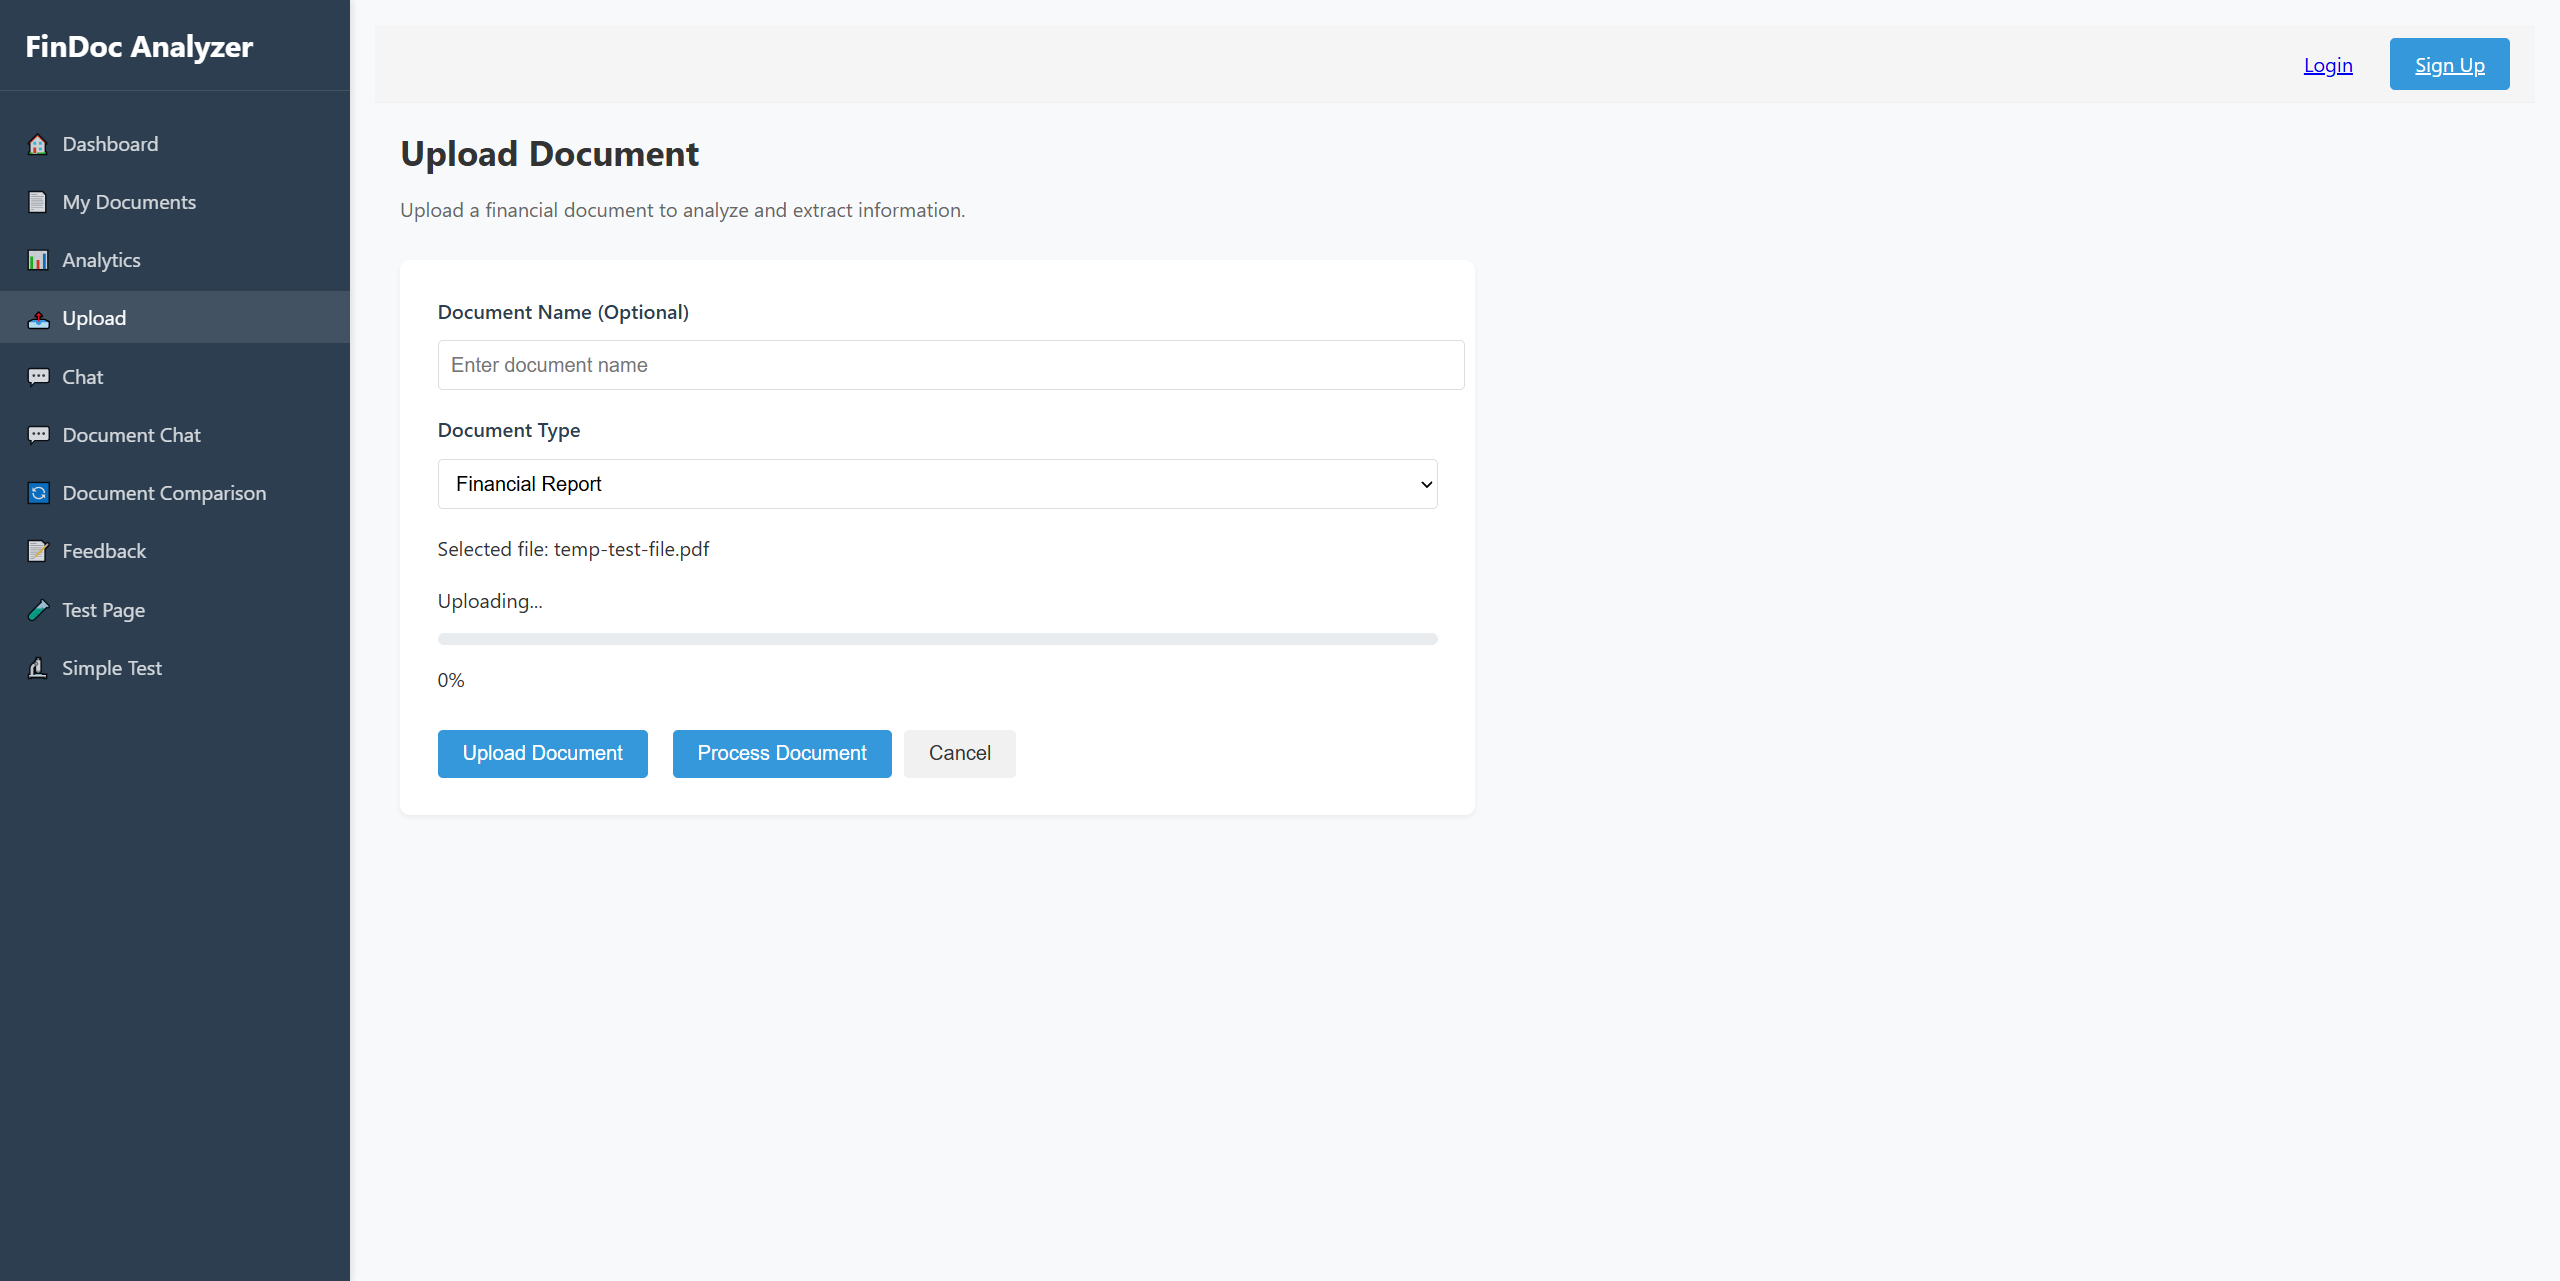 FinDoc Analyzer
Dashboard
My Documents
Analytics
Upload
Chat
Document Chat
Document Comparison
Feedback
Test Page
Simple Test
Login
Sign Up
Upload Document
Upload a financial document to analyze and extract information.
Document Name (Optional)
Enter document name
Document Type
Financial Report
Selected file: temp-test-file.pdf
Uploading...
0%
Upload Document
Process Document
Cancel